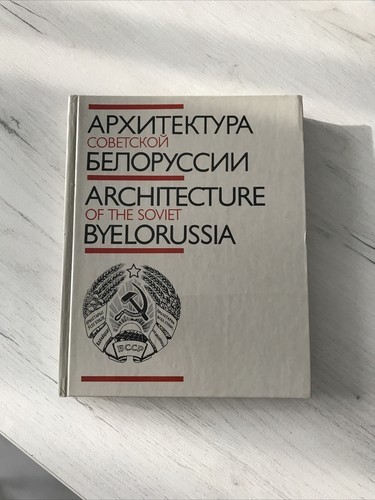 АРХИТЕКТУРА
СОВЕТСКОЙ
БЕЛОРУССИИ
ARCHITECTURE
OF THE SOVIET
BYELORUSSIA
БССР